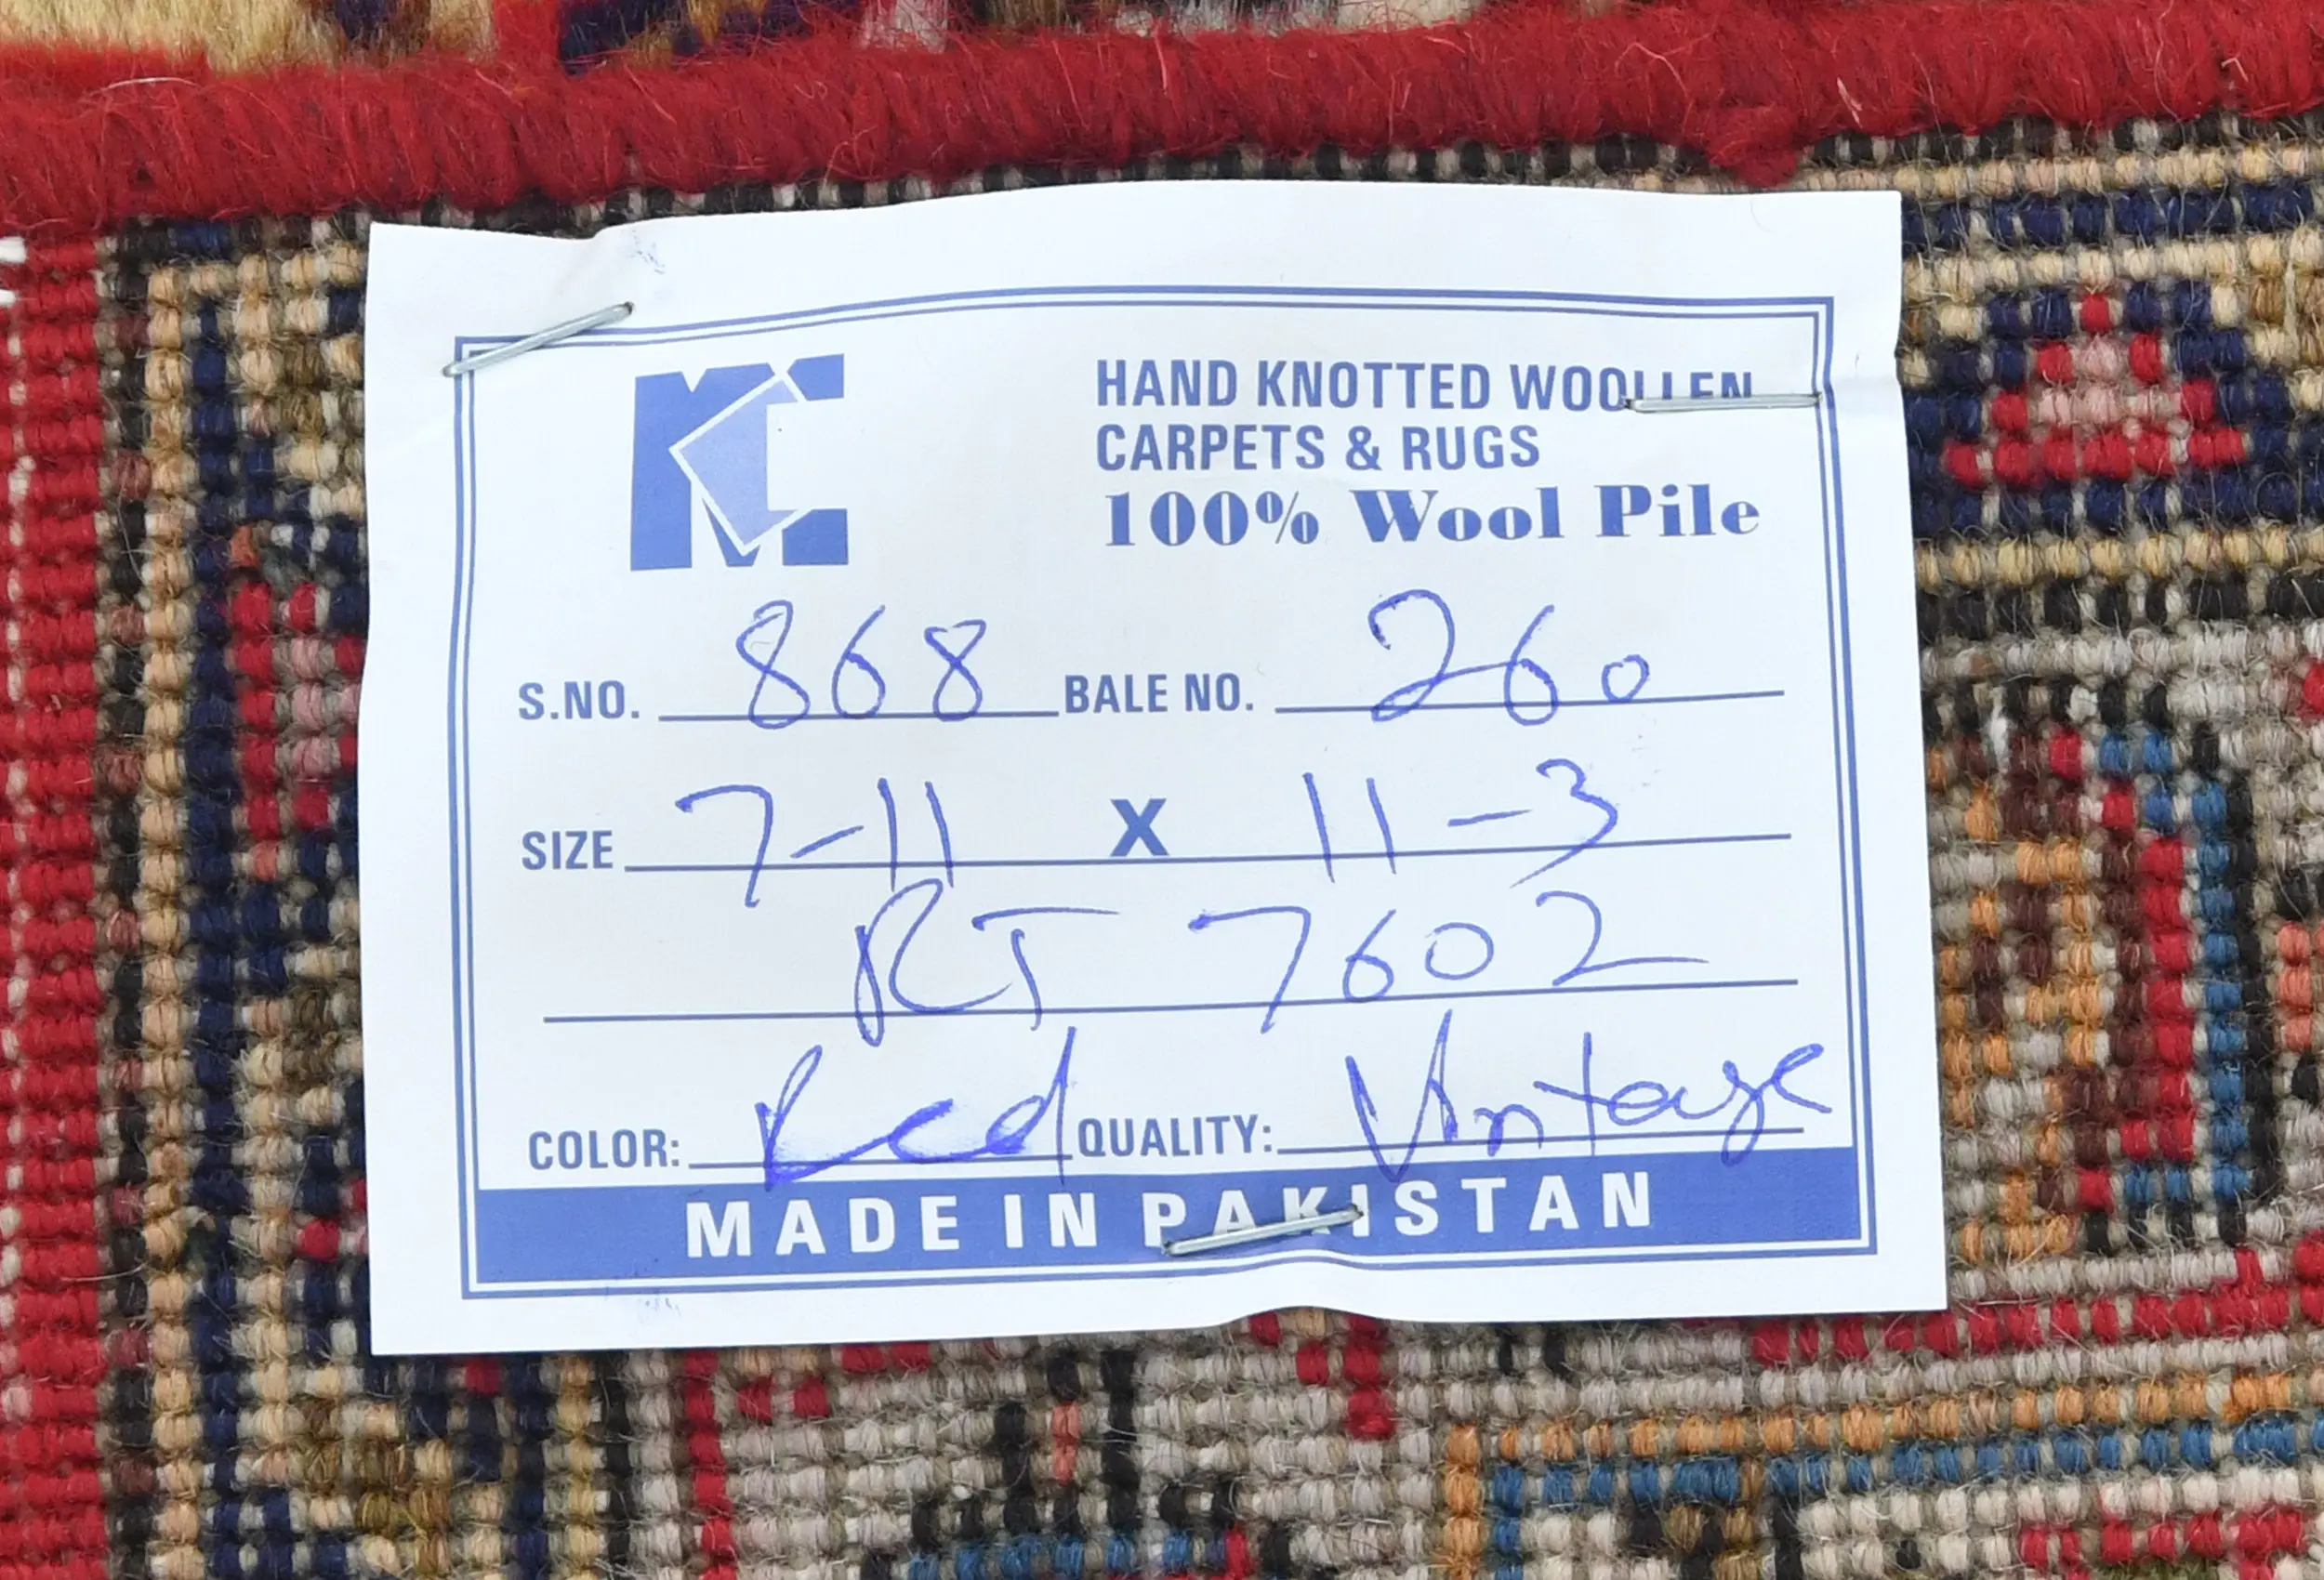 MC
HAND KNOTTED WOOLLEN
CARPETS & RUGS
100% Wool Pile
S.NO. 868 BALE NO. 260
SIZE 7-11 X 11-3
RT 7602
COLOR: Red QUALITY: Vintage
MADE IN PAKISTAN